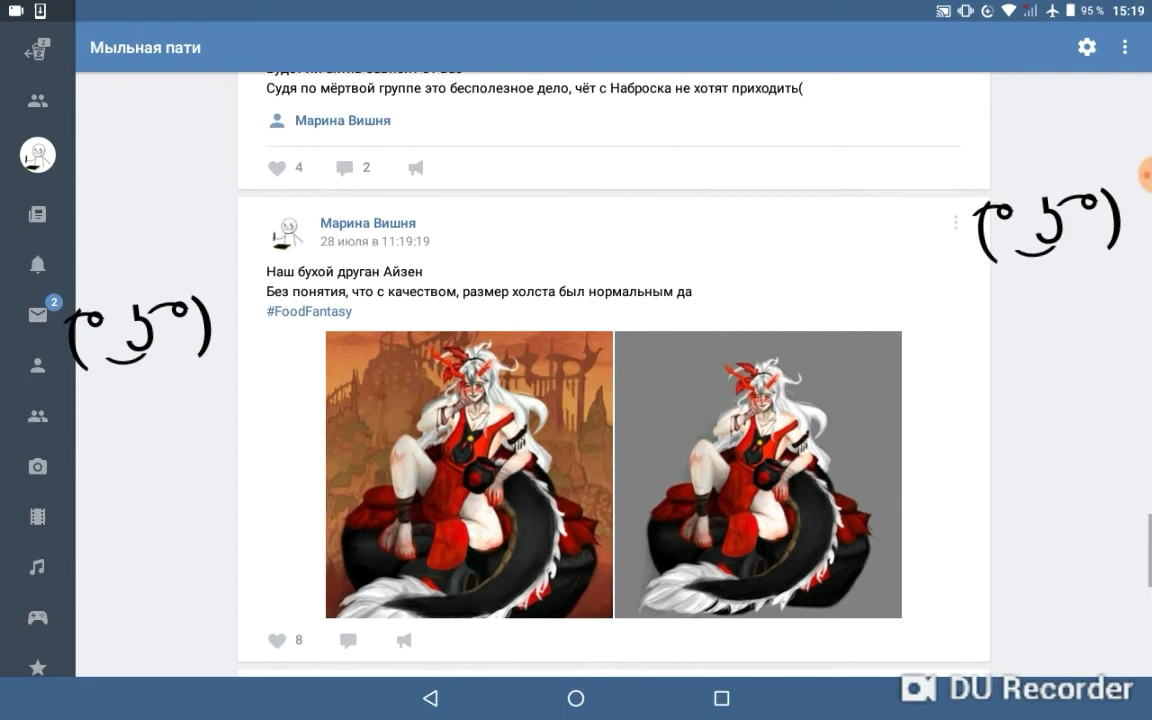 95 % 15:19
Мыльная пати
Судя по мёртвой группе это бесполезное дело, чёт с Наброска не хотят приходить(
Марина Вишня
4 2
Марина Вишня
28 июля в 11:19:19
Наш бухой друган Айзен
Без понятия, что с качеством, размер холста был нормальным да
#FoodFantasy
2
8
DU Recorder